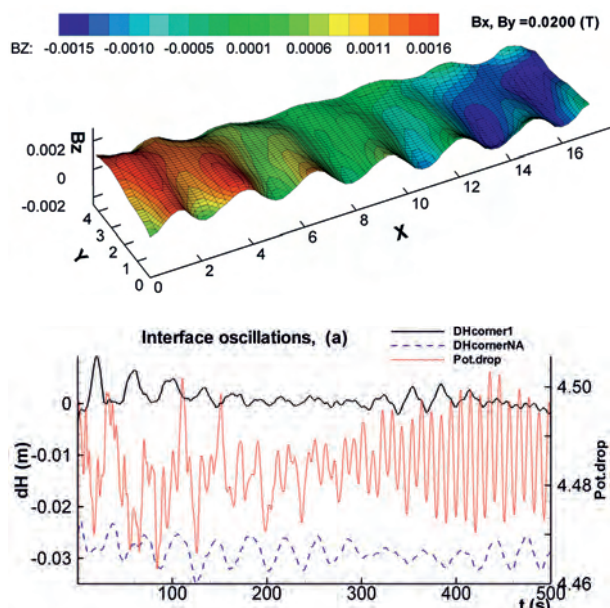 Bx, By =0.0200 (T)
BZ: -0.0015 -0.0010 -0.0005 0.0001 0.0006 0.0011 0.0016
Bz
0.002
0
-0.002
Y
4
3
2
1
0
X
0 2 4 6 8 10 12 14 16
Interface oscillations, (a)
DHcorner1
DHcornerNA
Pot.drop
dH (m)
0
-0.01
-0.02
-0.03
Pot.drop
4.50
4.48
4.46
100 200 300 400 500
t (s)